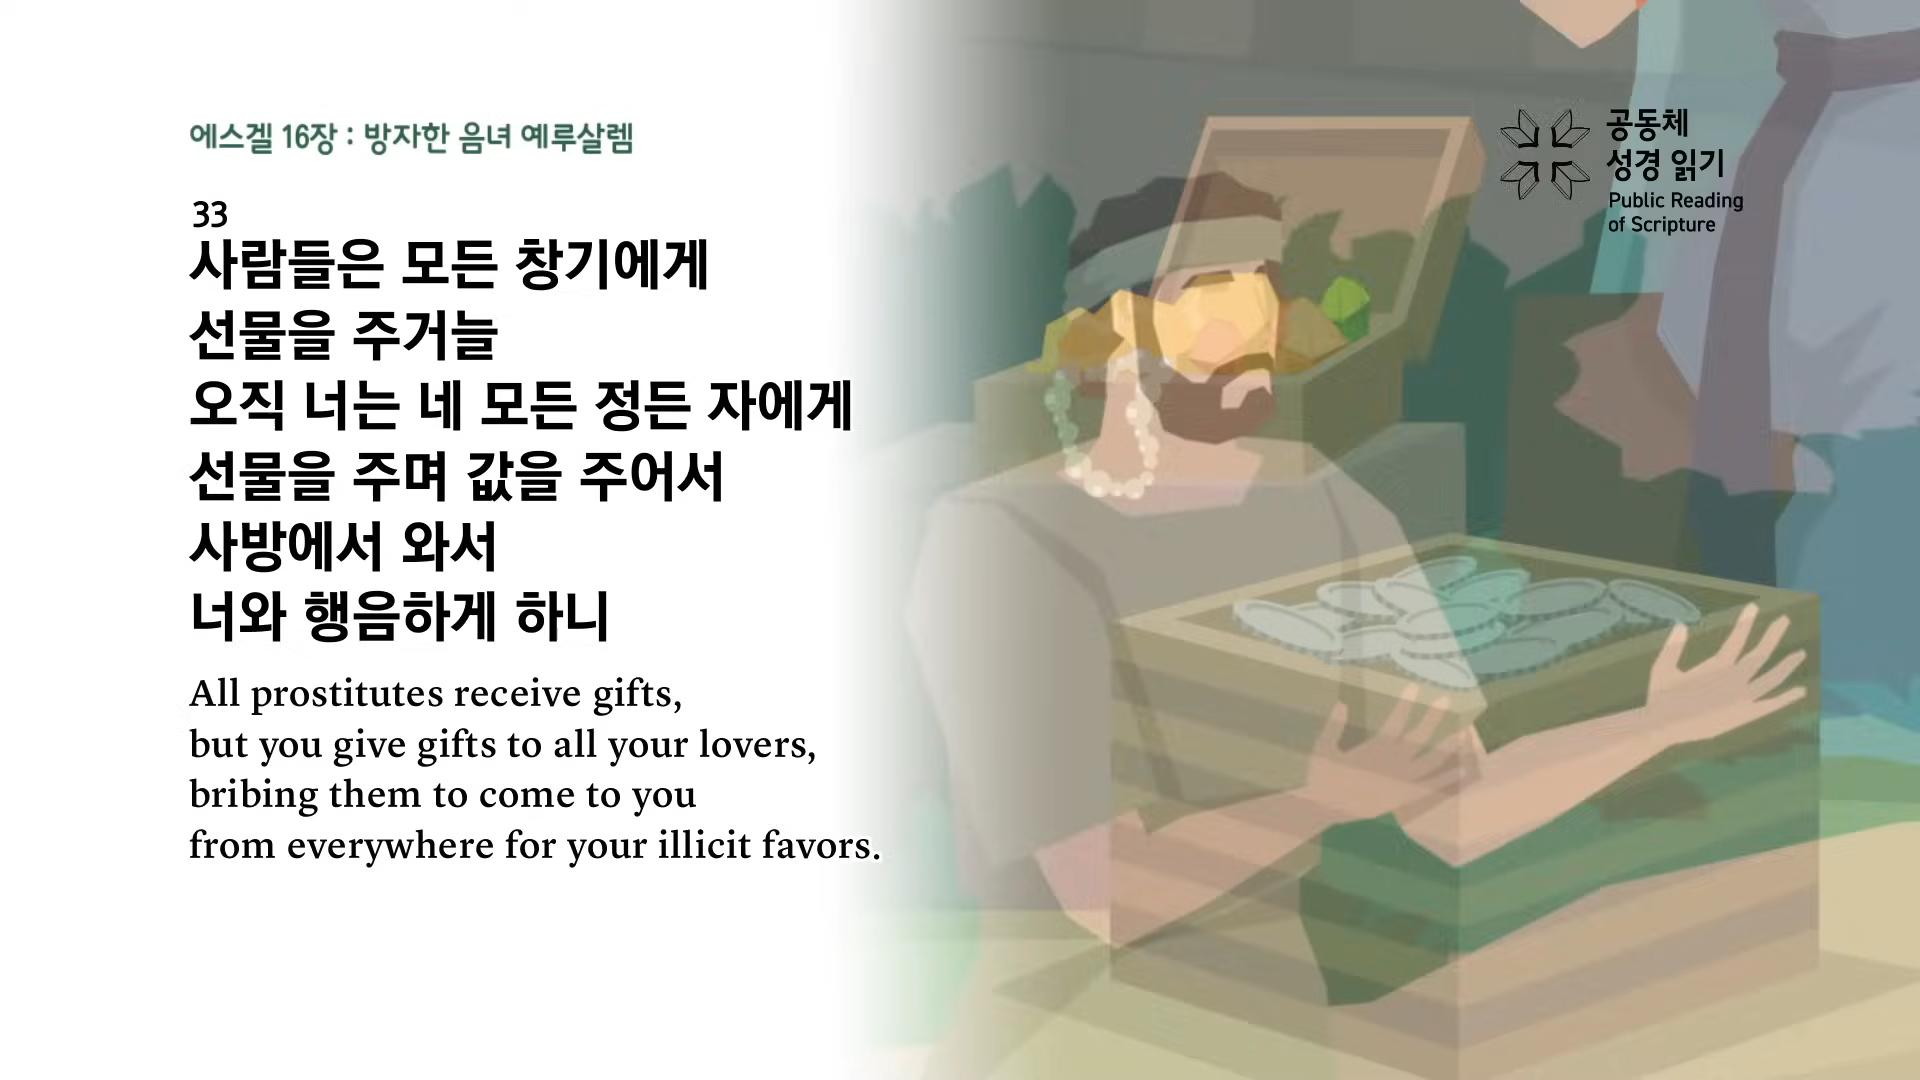 에스겔 16장 : 방자한 음녀 예루살렘
33
사람들은 모든 창기에게
선물을 주거늘
오직 너는 네 모든 정든 자에게
선물을 주며 값을 주어서
사방에서 와서
너와 행음하게 하니
All prostitutes receive gifts,
but you give gifts to all your lovers,
bribing them to come to you
from everywhere for your illicit favors.
공동체
성경 읽기
Public Reading
of Scripture